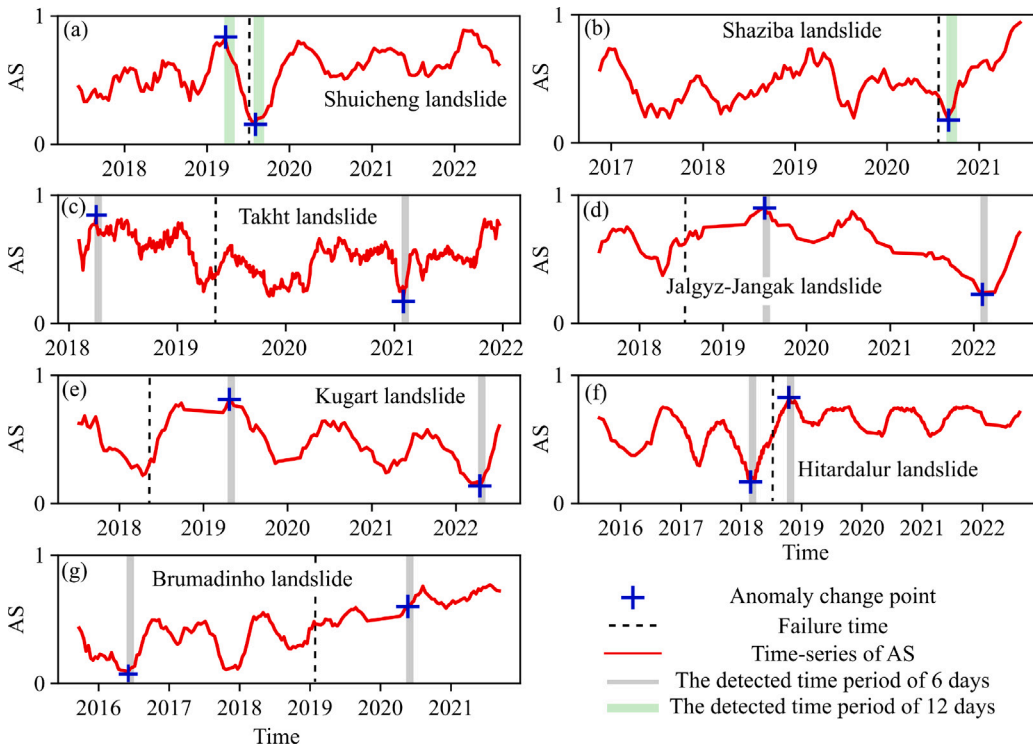 (a)
Shuicheng landslide
AS
1
0
2018 2019 2020 2021 2022
(b)
Shaziba landslide
AS
1
0
2017 2018 2019 2020 2021
(c)
Takht landslide
AS
1
0
2018 2019 2020 2021 2022
(d)
Jalgyz-Jangak landslide
AS
1
0
2018 2019 2020 2021 2022
(e)
Kugart landslide
AS
1
0
2018 2019 2020 2021 2022
(f)
Hitardalur landslide
AS
1
0
2016 2017 2018 2019 2020 2021 2022
Time
(g)
Brumadinho landslide
AS
1
0
2016 2017 2018 2019 2020 2021
Time
Anomaly change point
Failure time
Time-series of AS
The detected time period of 6 days
The detected time period of 12 days